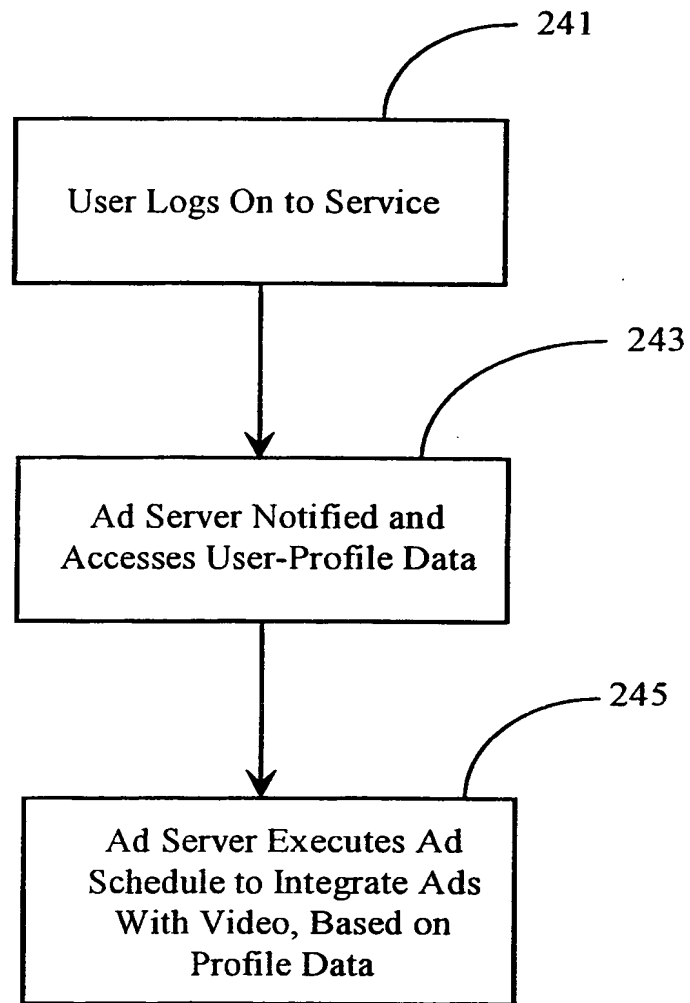 241
User Logs On to Service
243
Ad Server Notified and
Accesses User-Profile Data
245
Ad Server Executes Ad
Schedule to Integrate Ads
With Video, Based on
Profile Data